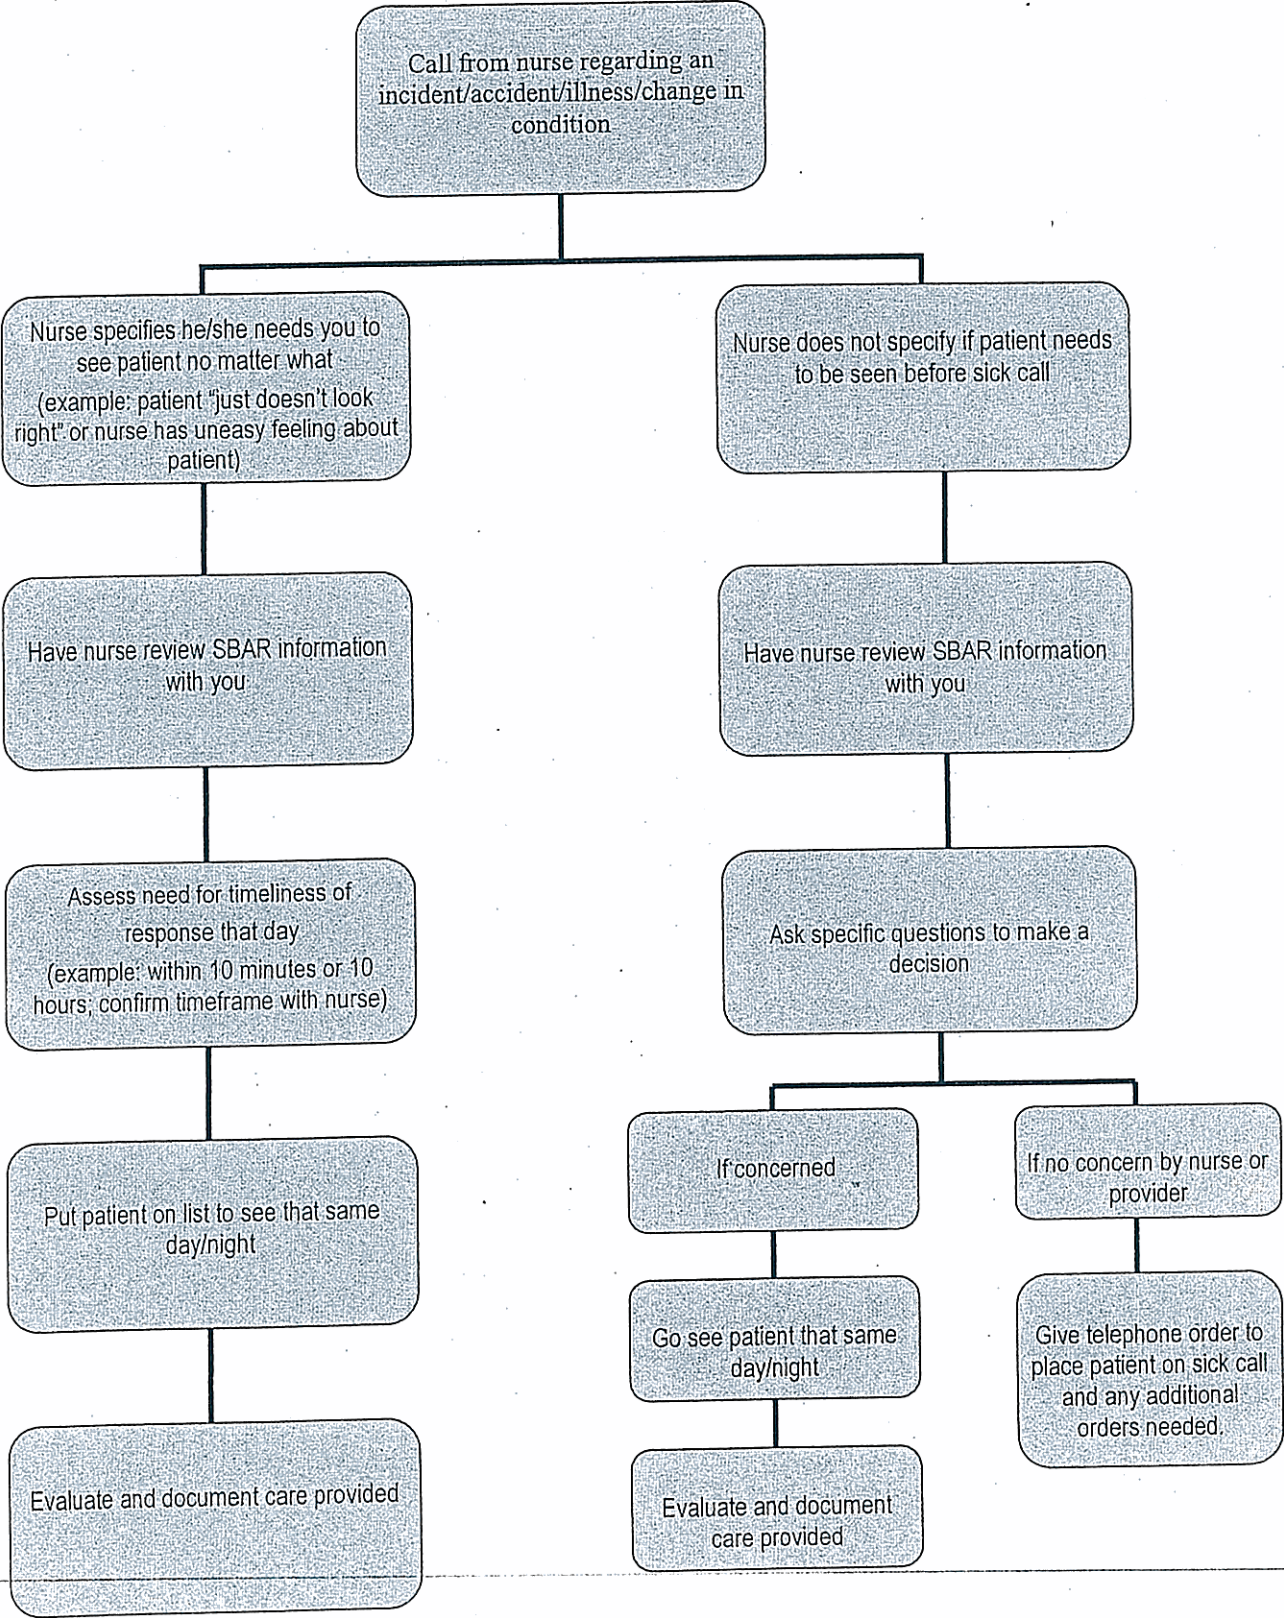 Call from nurse regarding an
incident/accident/illness/change in
condition
Nurse specifies he/she needs you to
see patient no matter what
(example: patient "just doesn't look
right" or nurse has uneasy feeling about
patient)
Have nurse review SBAR information
with you
Assess need for timeliness of
response that day
(example: within 10 minutes or 10
hours; confirm timeframe with nurse)
Put patient on list to see that same
day/night
Evaluate and document care provided
Nurse does not specify if patient needs
to be seen before sick call
Have nurse review SBAR information
with you
Ask specific questions to make a
decision
If concerned
Go see patient that same
day/night
Evaluate and document
care provided
If no concern by nurse or
provider
Give telephone order to
place patient on sick call
and any additional
orders needed.